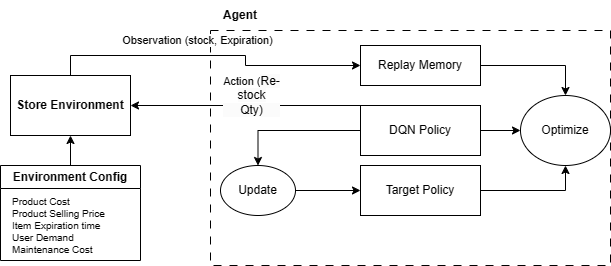 Agent
Observation (stock, Expiration)
Replay Memory
Action (Re-
stock
Qty)
Store Environment
DQN Policy
Optimize
Environment Config
Update
Target Policy
Product Cost
Product Selling Price
Item Expiration time
User Demand
Maintenance Cost